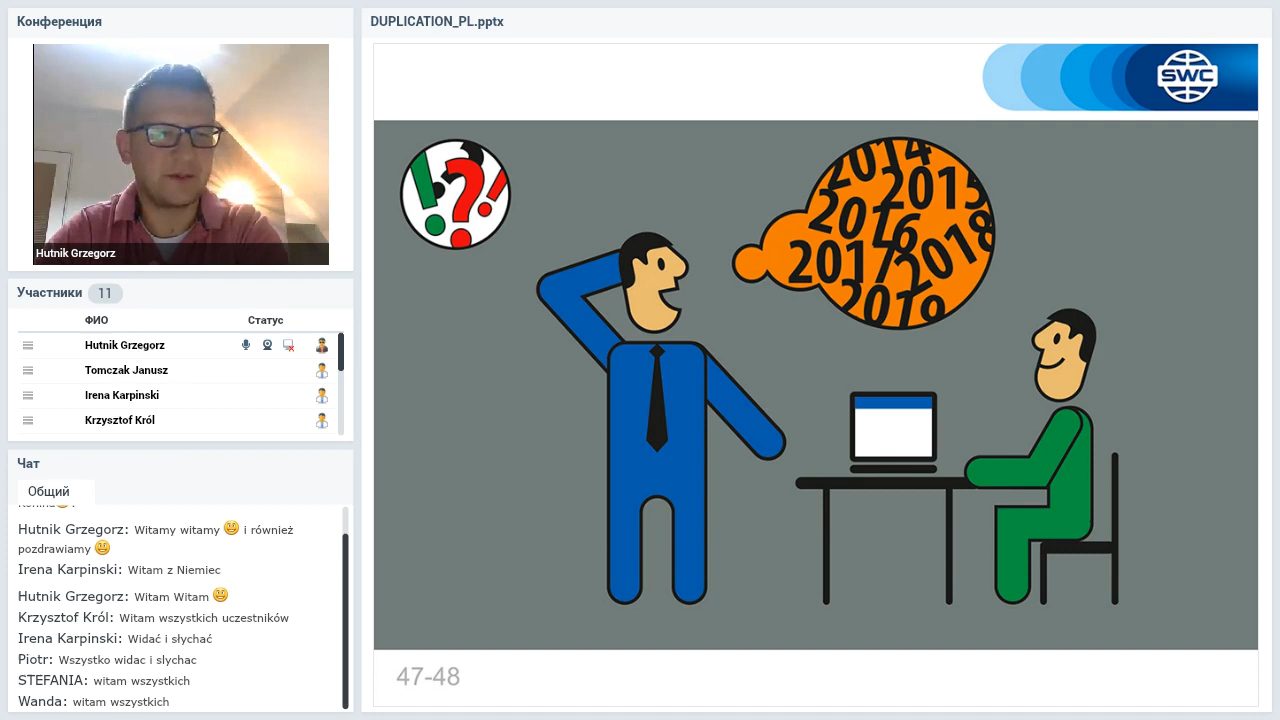 Конференция
Hutnik Grzegorz
Участники 11
ФИО Статус
Hutnik Grzegorz
Tomczak Janusz
Irena Karpinski
Krzysztof Król
Чат
Общий
Hutnik Grzegorz: Witamy witamy i również
pozdrawiamy
Irena Karpinski: Witam z Niemiec
Hutnik Grzegorz: Witam Witam
Krzysztof Król: Witam wszystkich uczestników
Irena Karpinski: Widać i słychać
Piotr: Wszystko widac i slychac
STEFANIA: witam wszystkich
Wanda: witam wszystkich
DUPLICATION_PL.pptx
SWC
!?!
2014
2015
2016
2017
2018
2019
47-48